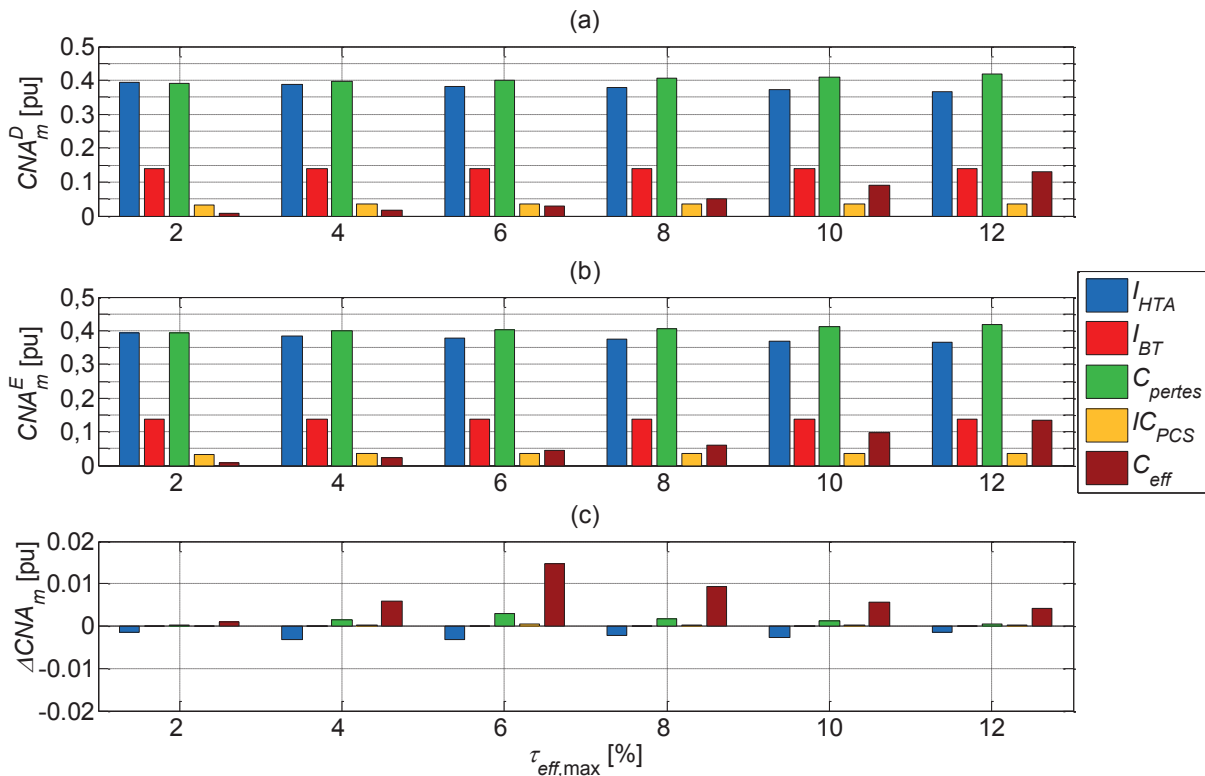 (a)
CNA_m^D [pu]
0.5
0.4
0.3
0.2
0.1
0
2 4 6 8 10 12
(b)
CNA_m^E [pu]
0,5
0,4
0,3
0,2
0,1
0
2 4 6 8 10 12
I_HTA
I_BT
C_pertes
IC_PCS
C_eff
(c)
ΔCNA_m [pu]
0.02
0.01
0
-0.01
-0.02
2 4 6 8 10 12
τ_eff,max [%]